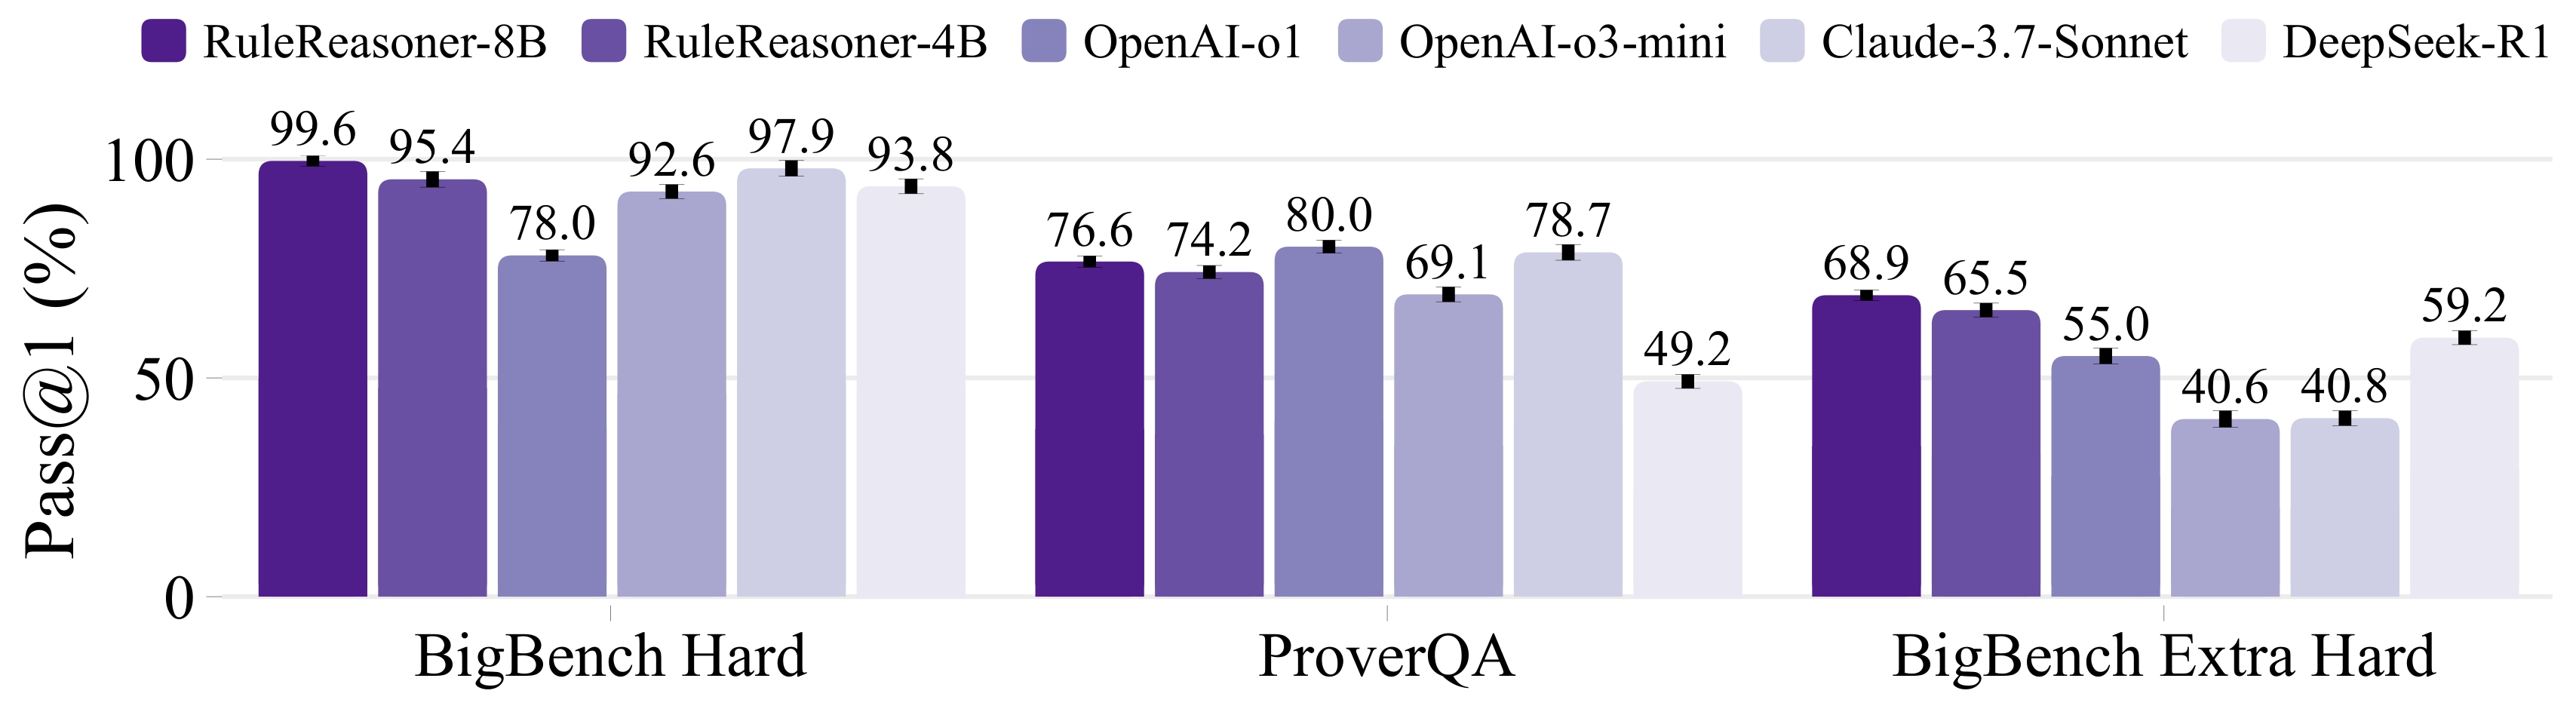 RuleReasoner-8B RuleReasoner-4B OpenAI-o1 OpenAI-o3-mini Claude-3.7-Sonnet DeepSeek-R1
Pass@1 (%)
100
50
0
99.6 95.4 78.0 92.6 97.9 93.8
76.6 74.2 80.0 69.1 78.7 49.2
68.9 65.5 55.0 40.6 40.8 59.2
BigBench Hard ProverQA BigBench Extra Hard